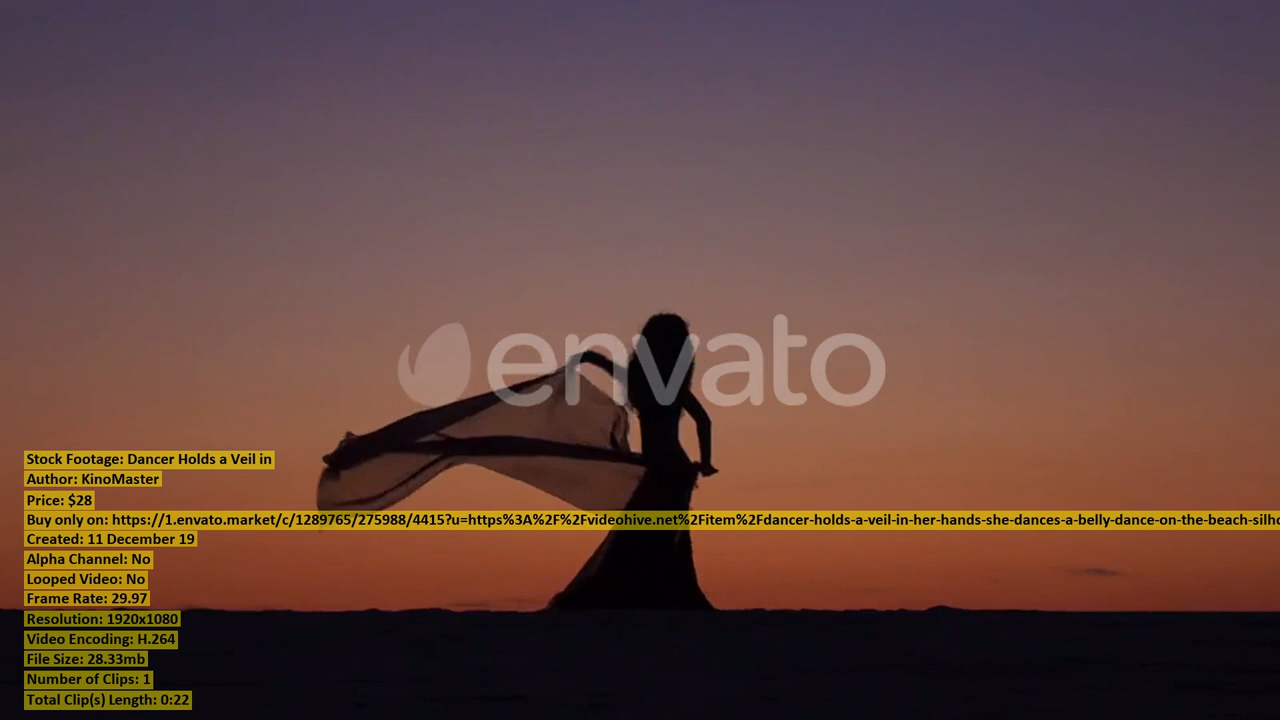 envato
Stock Footage: Dancer Holds a Veil in
Author: KinoMaster
Price: $28
Buy only on: https://1.envato.market/c/1289765/275988/4415?u=https%3A%2F%2Fvideohive.net%2Fitem%2Fdancer-holds-a-veil-in-her-hands-she-dances-a-belly-dance-on-the-beach-silho
Created: 11 December 19
Alpha Channel: No
Looped Video: No
Frame Rate: 29.97
Resolution: 1920x1080
Video Encoding: H.264
File Size: 28.33mb
Number of Clips: 1
Total Clip(s) Length: 0:22